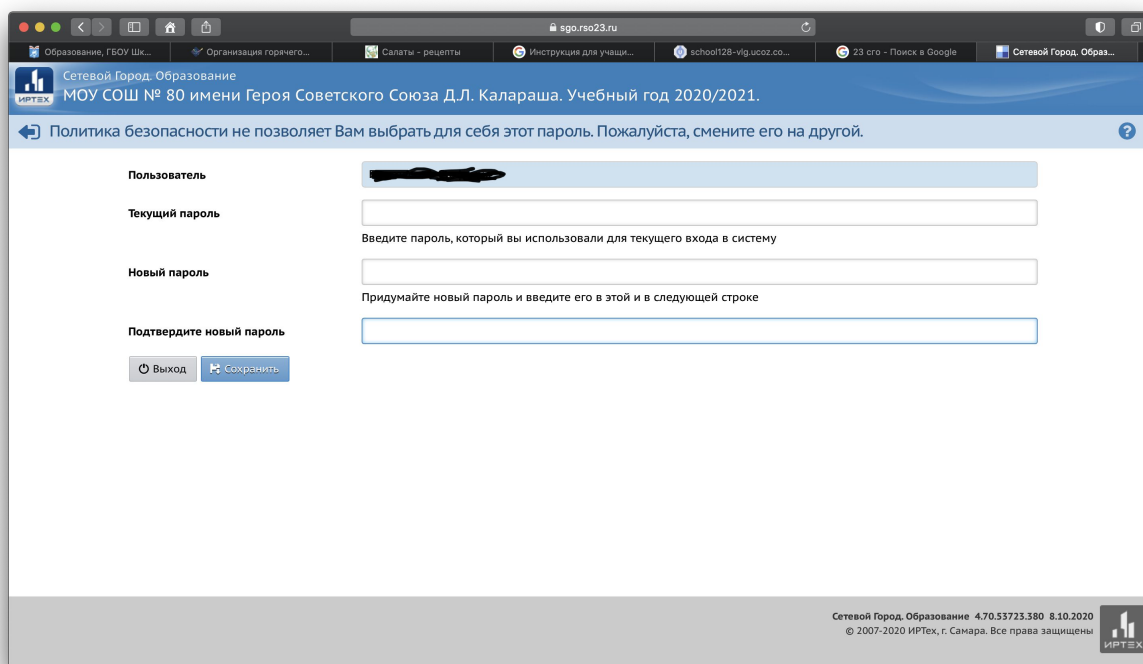 sgo.rso23.ru
Образование, ГБОУ Шк...
Организация горячего...
Салаты - рецепты
Инструкция для учащи...
school128-vlg.ucoz.co...
23 сго - Поиск в Google
Сетевой Город. Образ...
Сетевой Город. Образование
ИРТЕХ
МОУ СОШ № 80 имени Героя Советского Союза Д.Л. Калараша. Учебный год 2020/2021.
Политика безопасности не позволяет Вам выбрать для себя этот пароль. Пожалуйста, смените его на другой.
Пользователь
Текущий пароль
Введите пароль, который вы использовали для текущего входа в систему
Новый пароль
Придумайте новый пароль и введите его в этой и в следующей строке
Подтвердите новый пароль
Выход
Сохранить
Сетевой Город. Образование 4.70.53723.380 8.10.2020
© 2007-2020 ИРТех, г. Самара. Все права защищены
ИРТЕХ